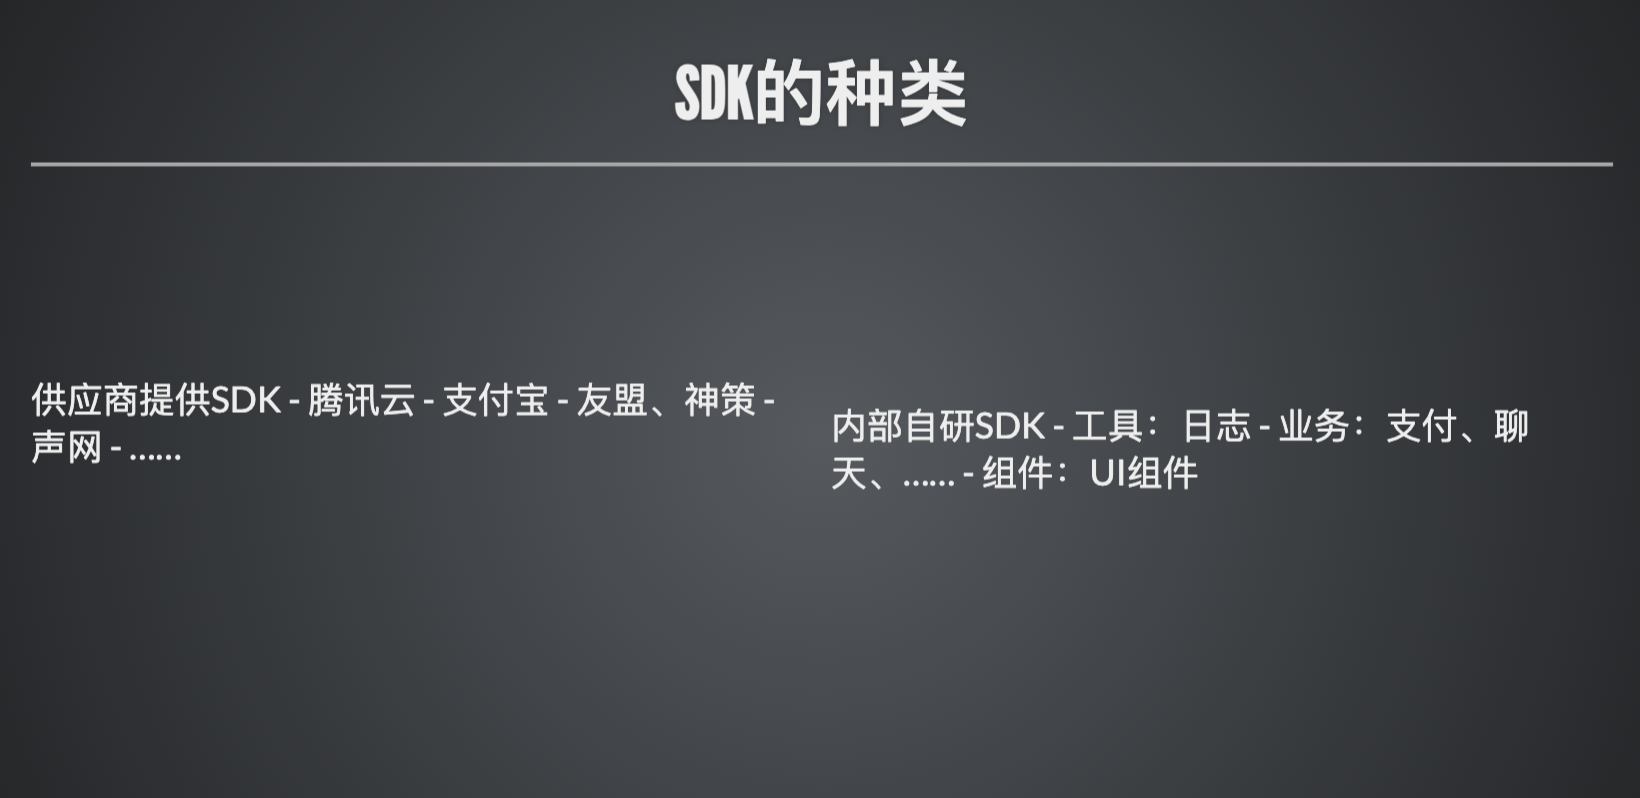 SDK的种类
供应商提供SDK - 腾讯云 - 支付宝 - 友盟、神策 -
声网 - ......
内部自研SDK - 工具：日志 - 业务：支付、聊
天、...... - 组件：UI组件